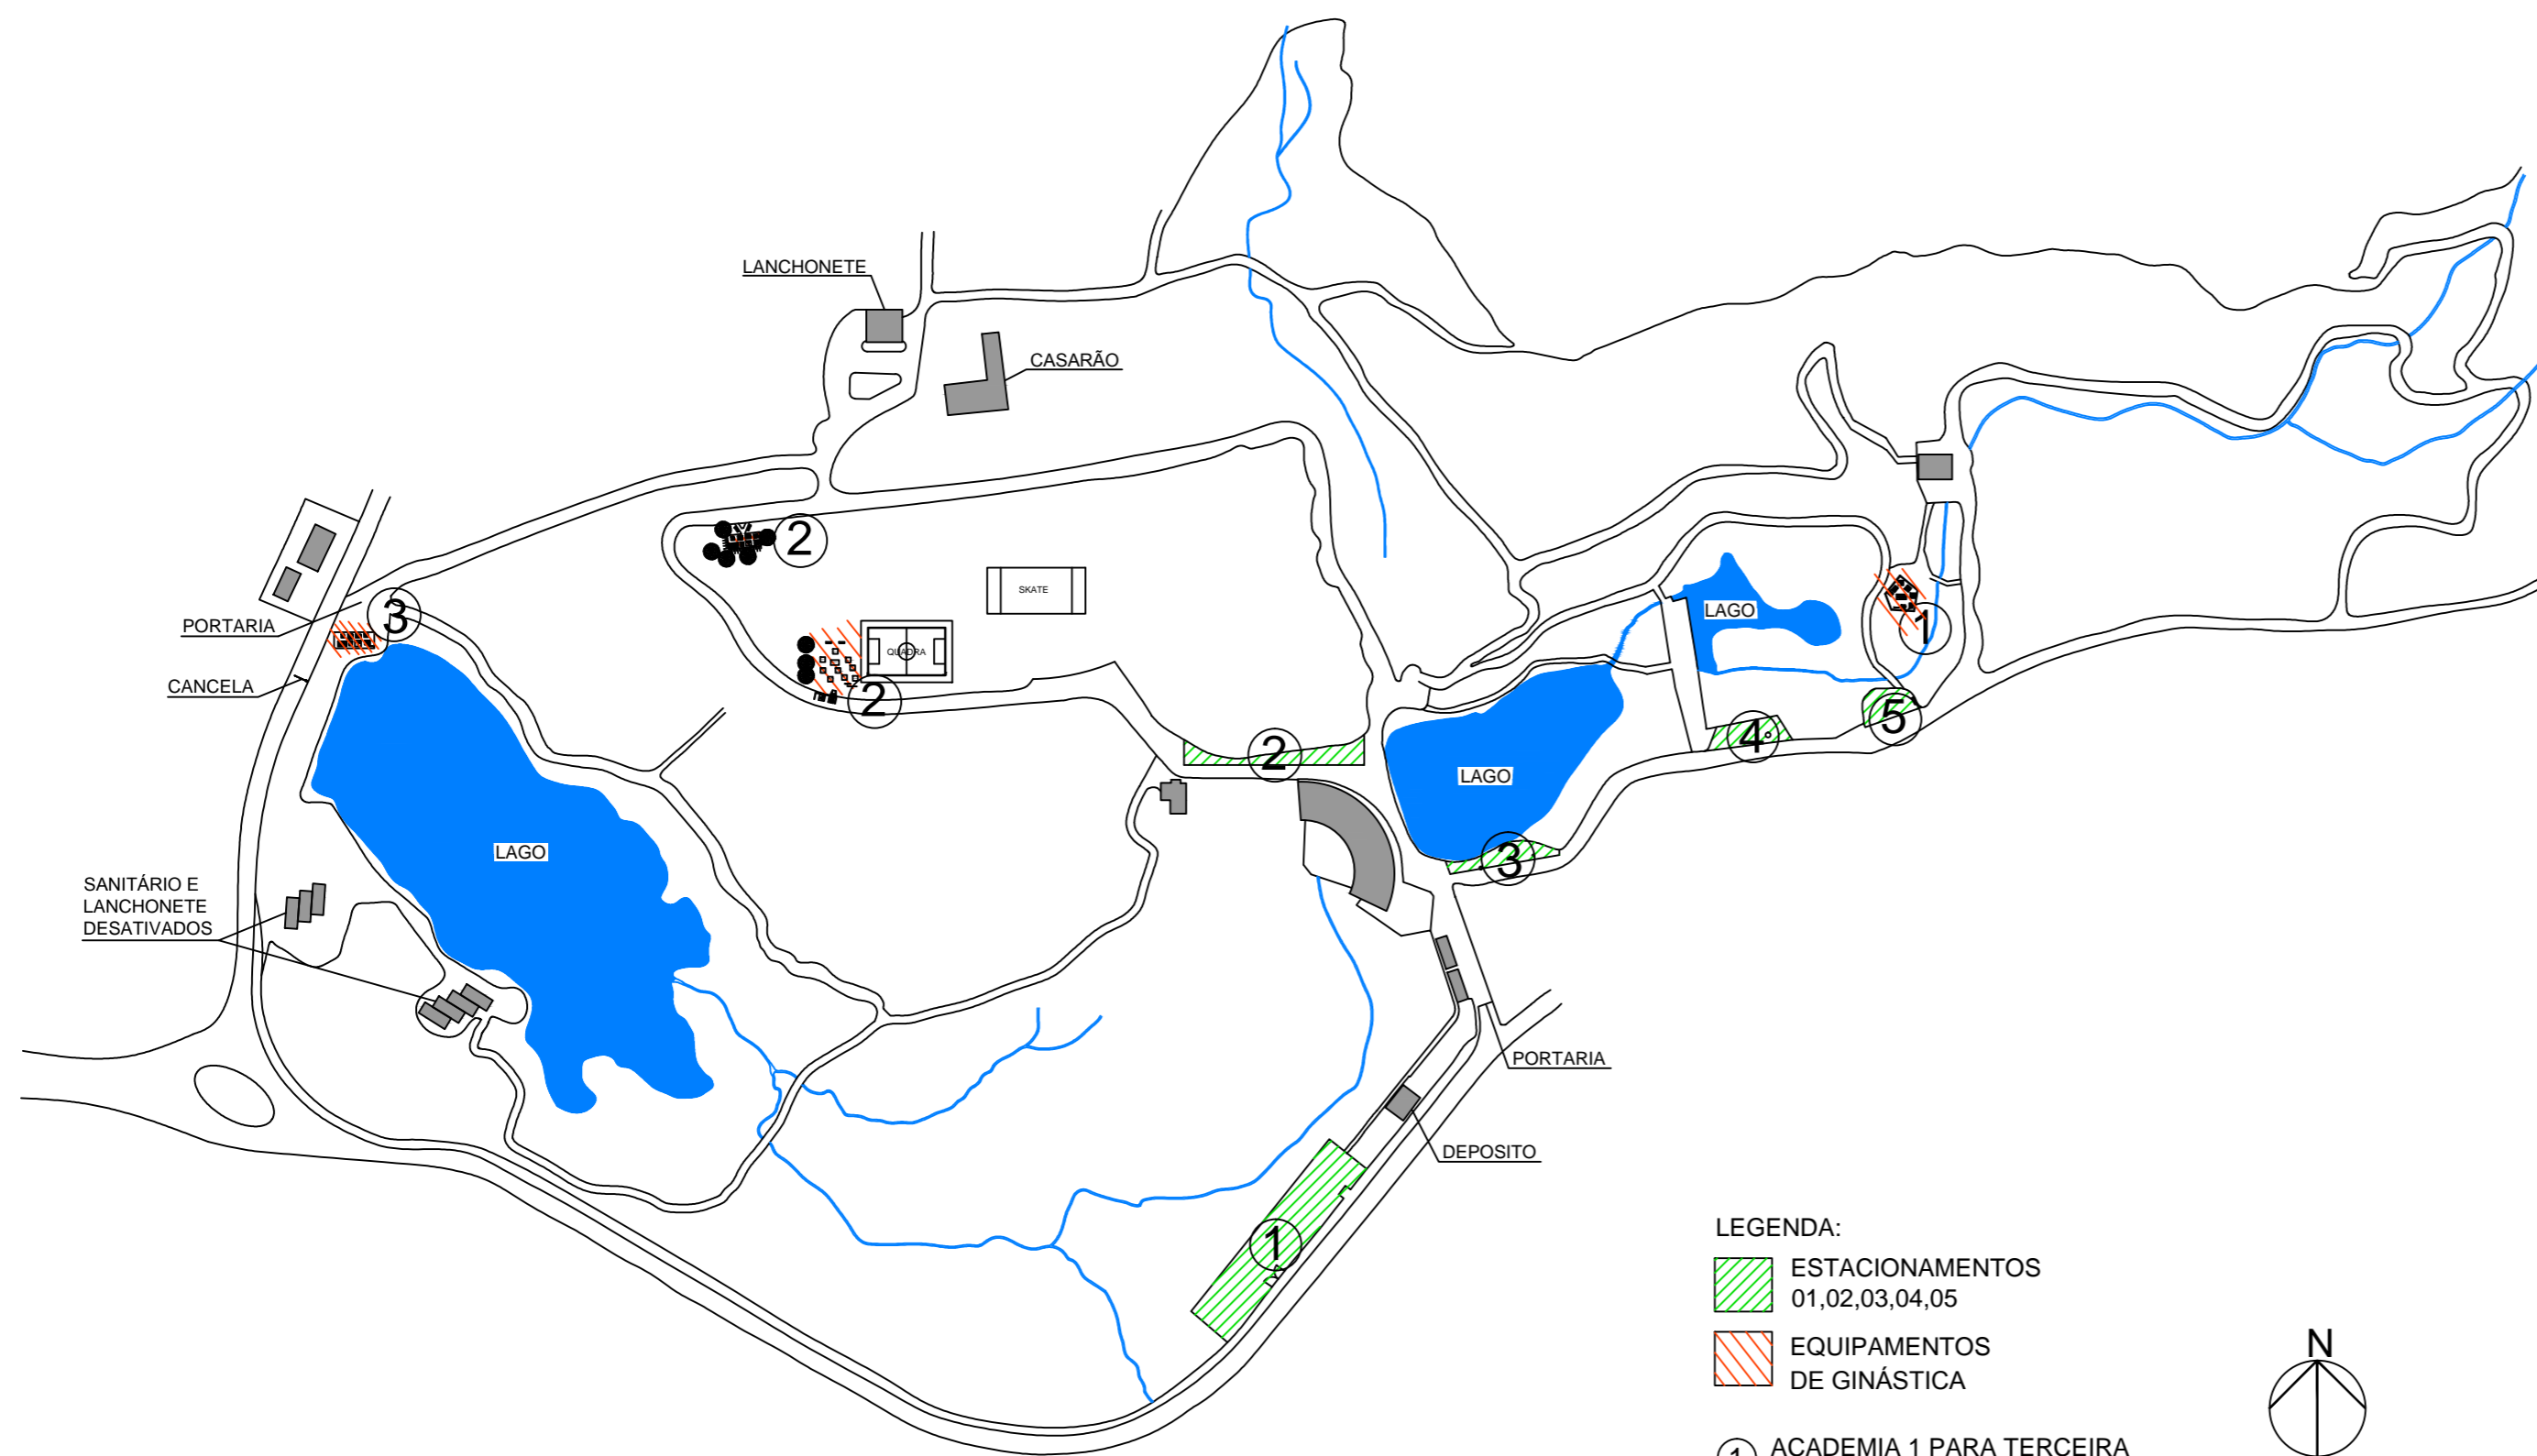 LANCHONETE
CASARÃO
2
SKATE
3
PORTARIA
LAGO
1
QUADRA
CANCELA
2
5
4
2
LAGO
LAGO
3
SANITÁRIO E
LANCHONETE
DESATIVADOS
PORTARIA
DEPOSITO
1
LEGENDA:
ESTACIONAMENTOS
01,02,03,04,05
EQUIPAMENTOS
DE GINÁSTICA
N
1 ACADEMIA 1 PARA TERCEIRA